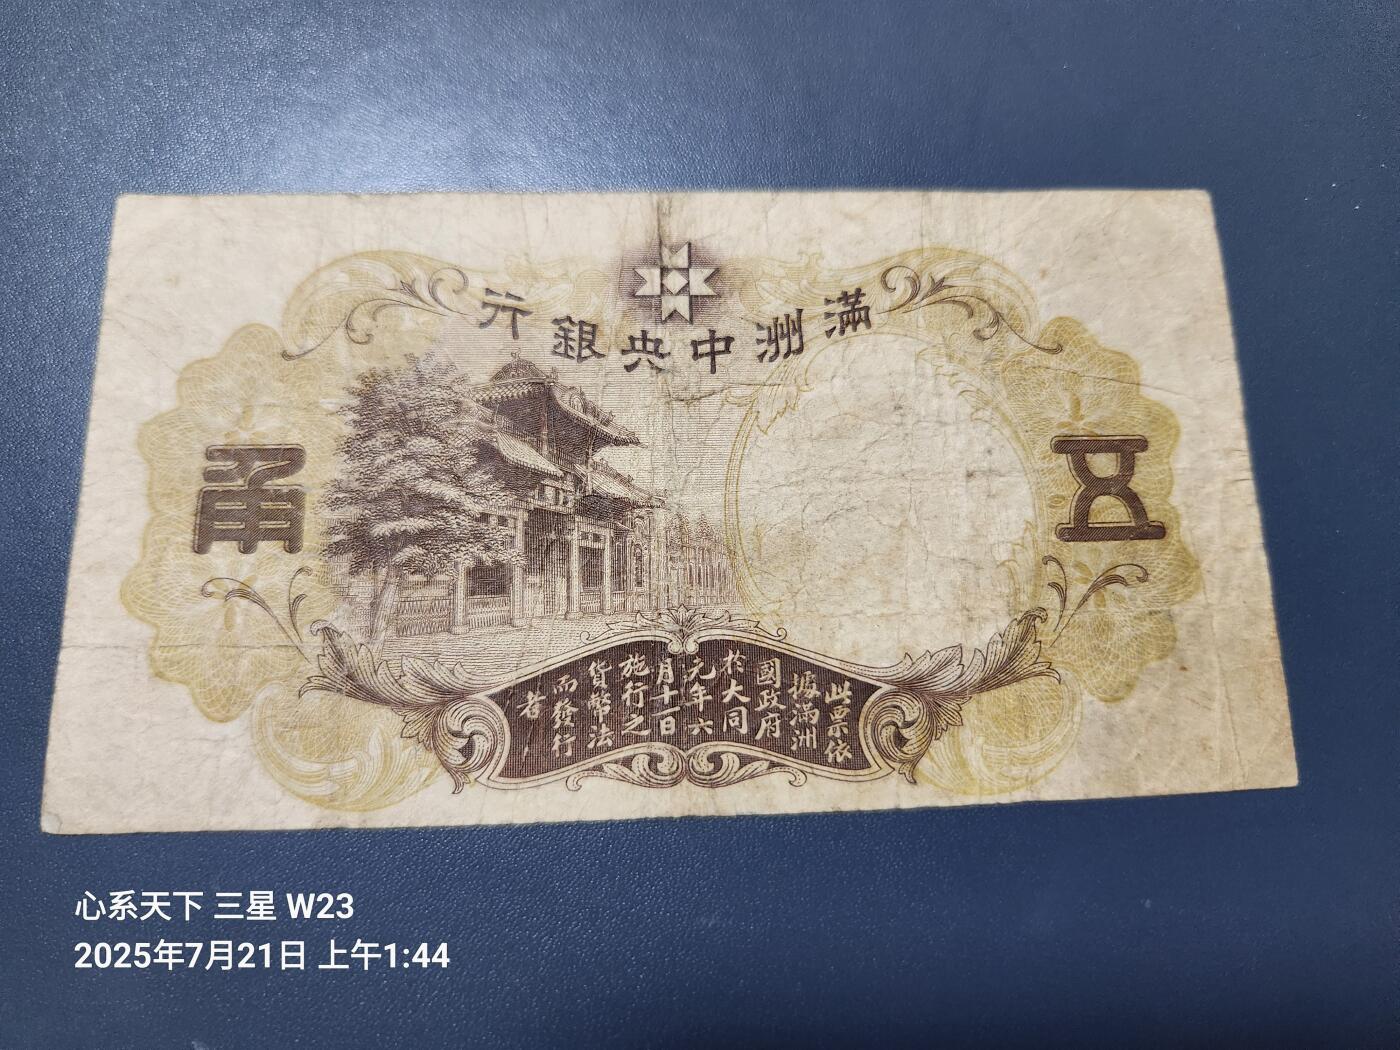 滿洲中央銀行
五
圓
此票依
據滿洲
國政府
於大同
元年六
月十一日
施行之
貨幣法
而發行
者
心系天下 三星 W23
2025年7月21日 上午1:44